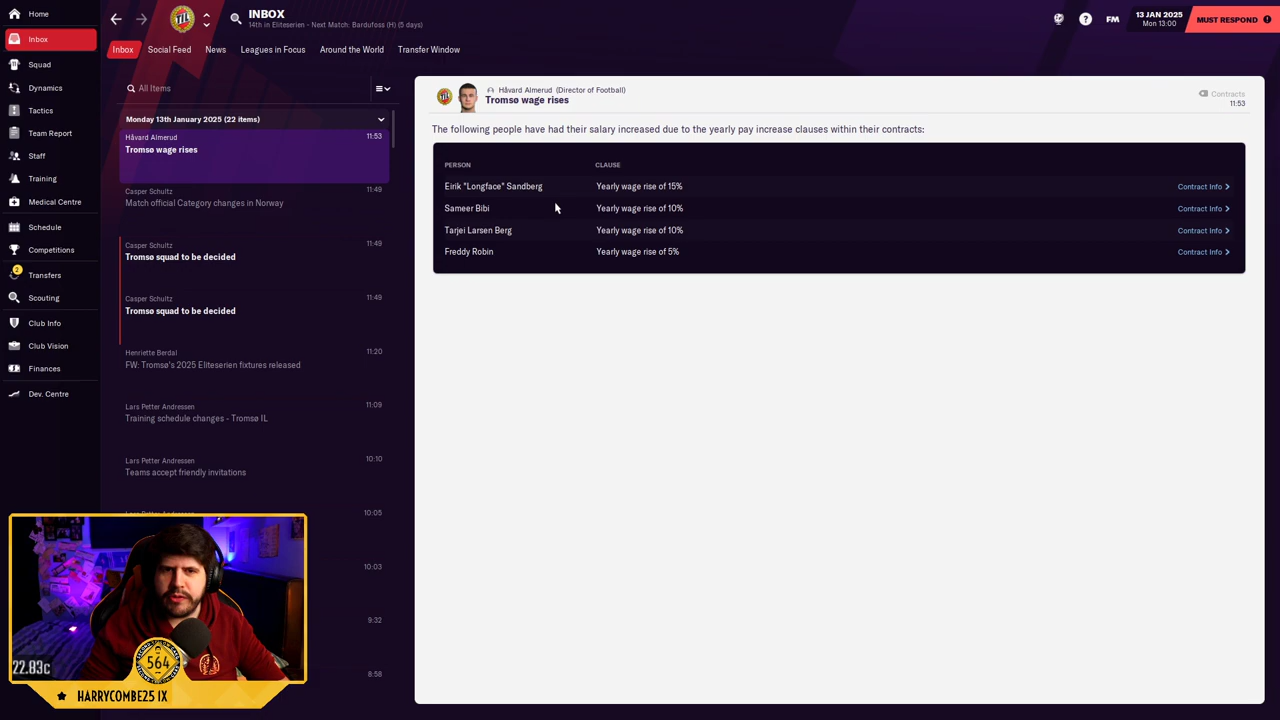 Home
Inbox
Squad
Dynamics
Tactics
Team Report
Staff
Training
Medical Centre
Schedule
Competitions
2
Transfers
Scouting
Club Info
Club Vision
Finances
Dev. Centre
TIL
INBOX
14th in Eliteserien - Next Match: Bardufoss (H) (5 days)
?
FM
13 JAN 2025
Mon 13:00
MUST RESPOND
Inbox
Social Feed
News
Leagues in Focus
Around the World
Transfer Window
All Items
Monday 13th January 2025 (22 items)
Håvard Almerud 11:53
Tromsø wage rises
Casper Schultz 11:49
Match official Category changes in Norway
Casper Schultz 11:49
Tromsø squad to be decided
Casper Schultz 11:49
Tromsø squad to be decided
Henriette Berdal 11:20
FW: Tromsø's 2025 Eliteserien fixtures released
Lars Petter Andressen 11:09
Training schedule changes - Tromsø IL
Lars Petter Andressen 10:10
Teams accept friendly invitations
10:05
10:03
9:32
8:58
Håvard Almerud (Director of Football)
Tromsø wage rises
Contracts
11:53
The following people have had their salary increased due to the yearly pay increase clauses within their contracts:
PERSON CLAUSE
Eirik "Longface" Sandberg Yearly wage rise of 15% Contract Info
Sameer Bibi Yearly wage rise of 10% Contract Info
Tarjei Larsen Berg Yearly wage rise of 10% Contract Info
Freddy Robin Yearly wage rise of 5% Contract Info
22.83c
564
HARRYCOMBE25 IX